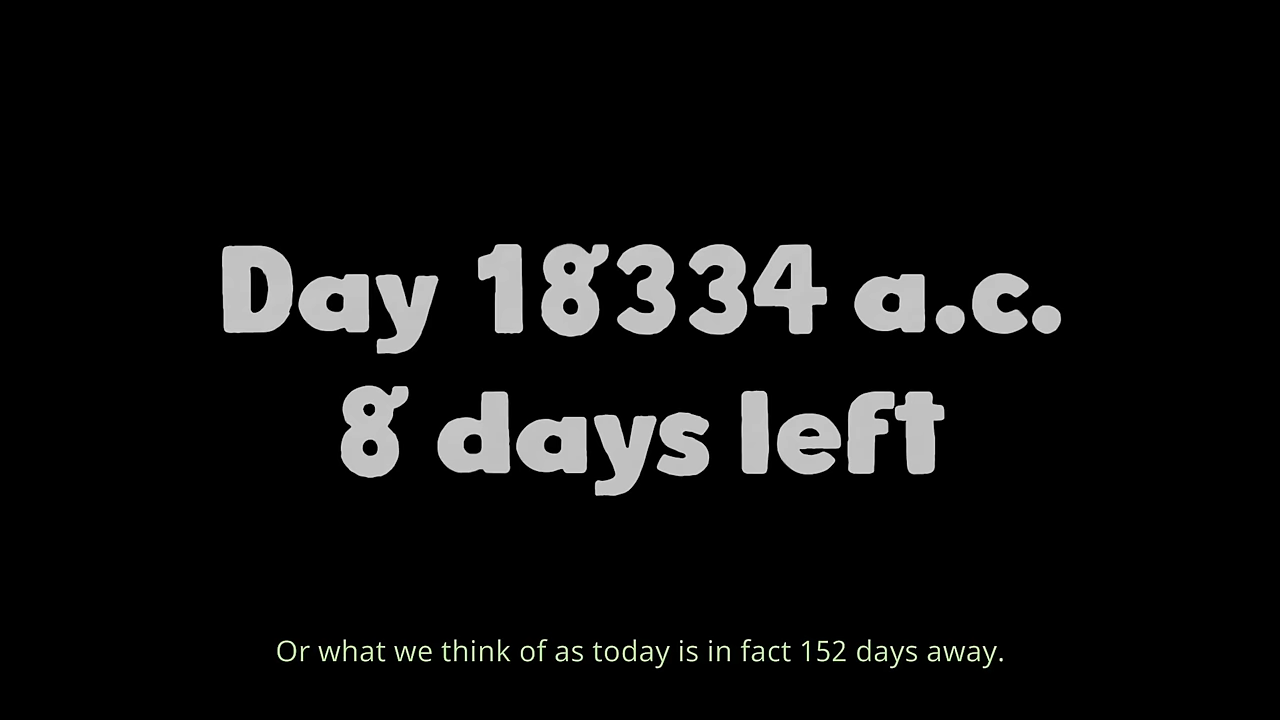 Day 18334 a.c.
8 days left
Or what we think of as today is in fact 152 days away.